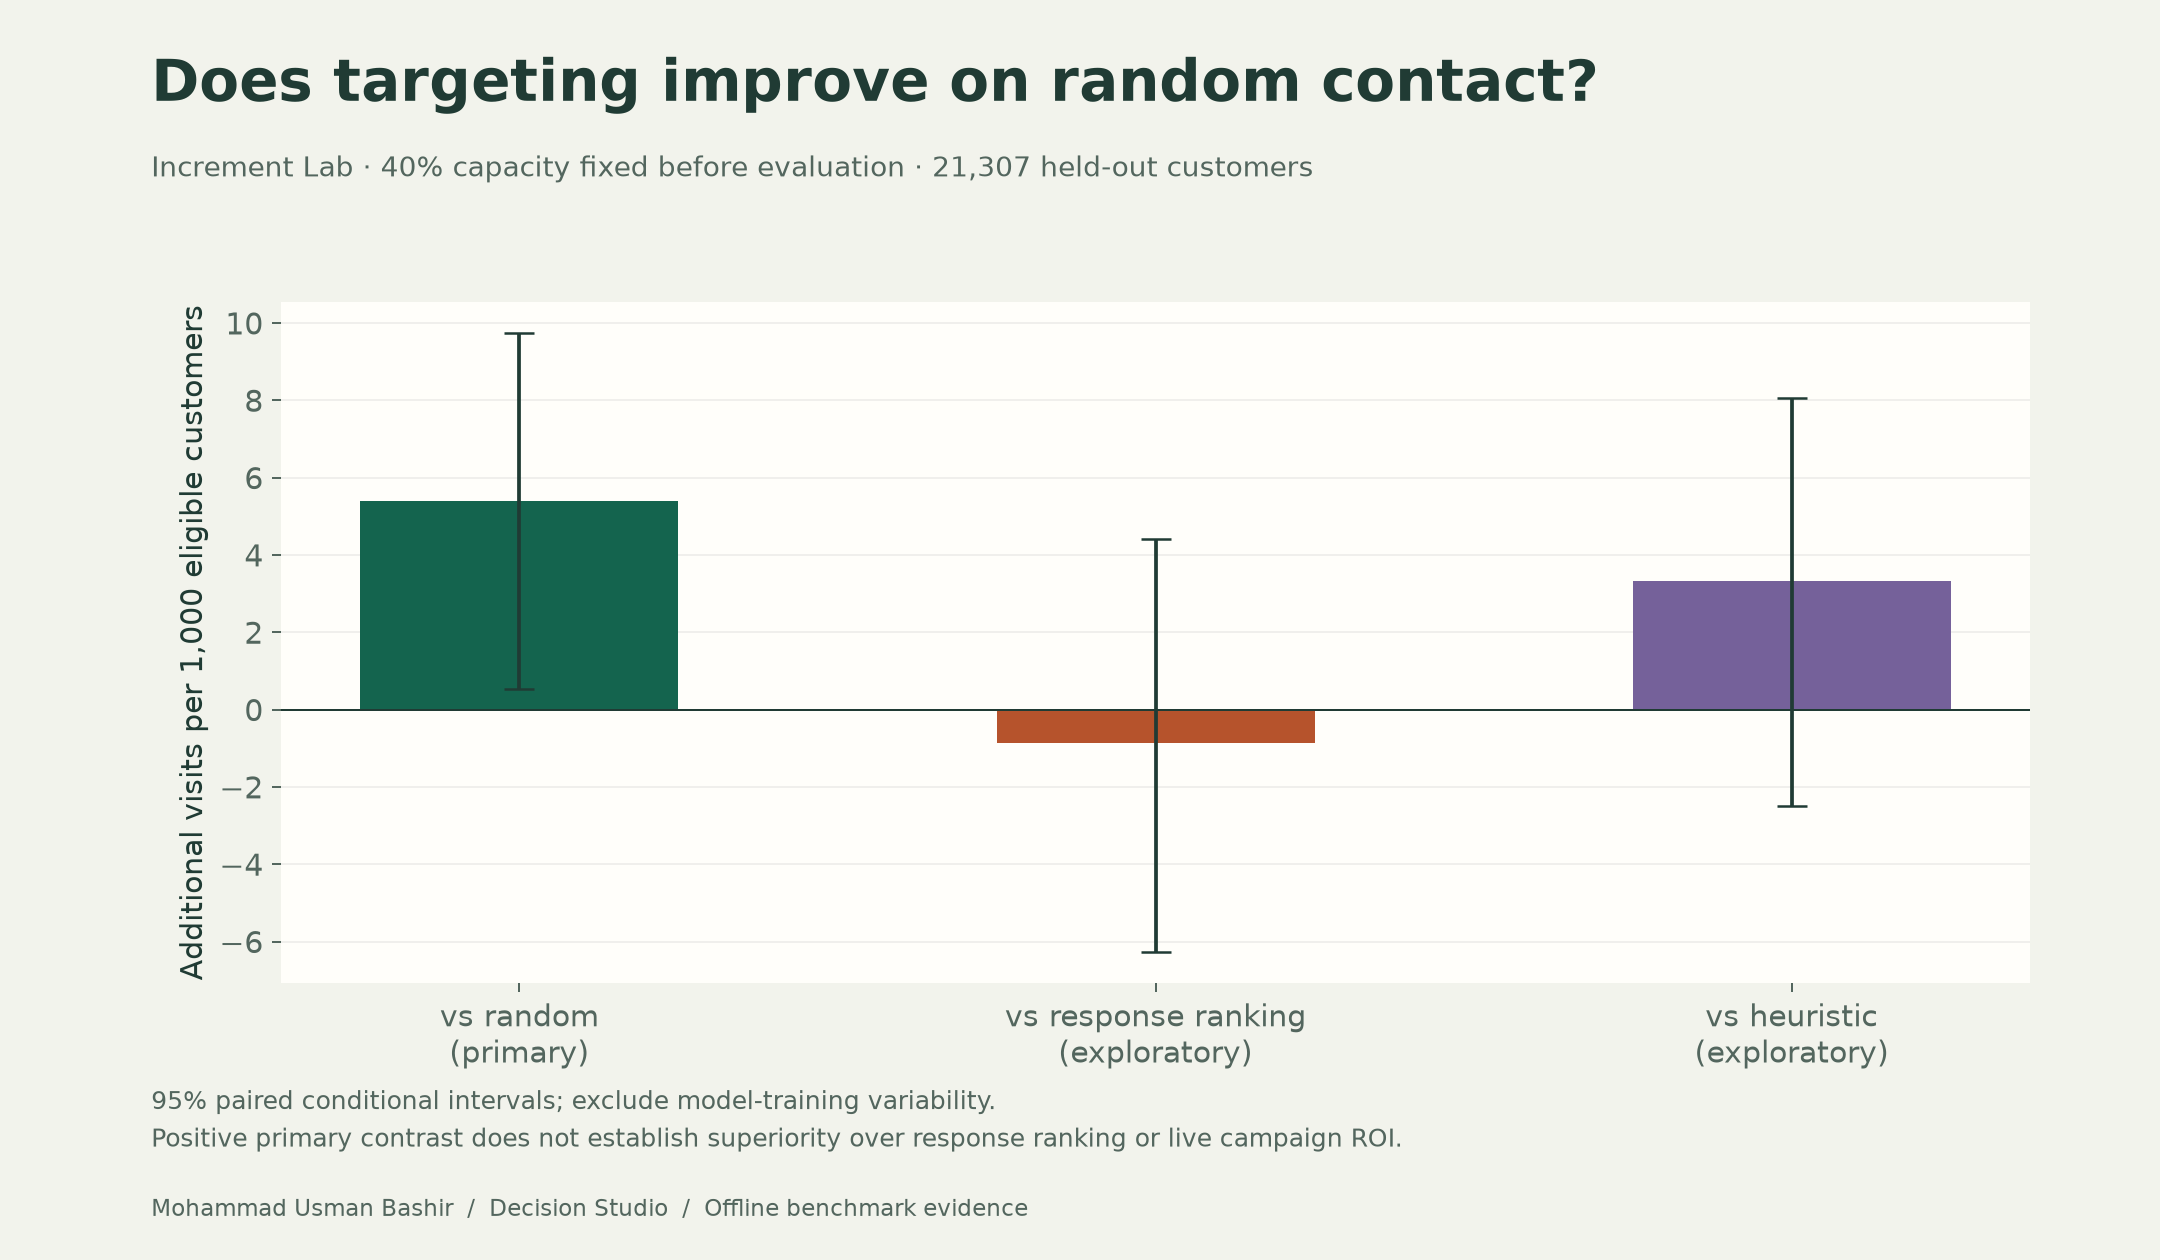 Does targeting improve on random contact?
Increment Lab · 40% capacity fixed before evaluation · 21,307 held-out customers
Additional visits per 1,000 eligible customers
10
8
6
4
2
0
−2
−4
−6
vs random
(primary)
vs response ranking
(exploratory)
vs heuristic
(exploratory)
95% paired conditional intervals; exclude model-training variability.
Positive primary contrast does not establish superiority over response ranking or live campaign ROI.
Mohammad Usman Bashir / Decision Studio / Offline benchmark evidence